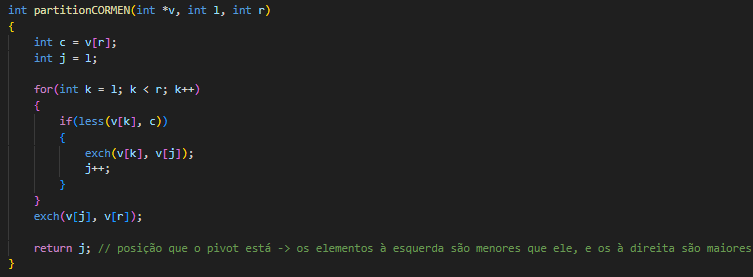 int partitionCORMEN(int *v, int l, int r)
{
    int c = v[r];
    int j = l;

    for(int k = l; k < r; k++)
    {
        if(less(v[k], c))
        {
            exch(v[k], v[j]);
            j++;
        }
    }
    exch(v[j], v[r]);

    return j; // posição que o pivot está -> os elementos à esquerda são menores que ele, e os à direita são maiores
}